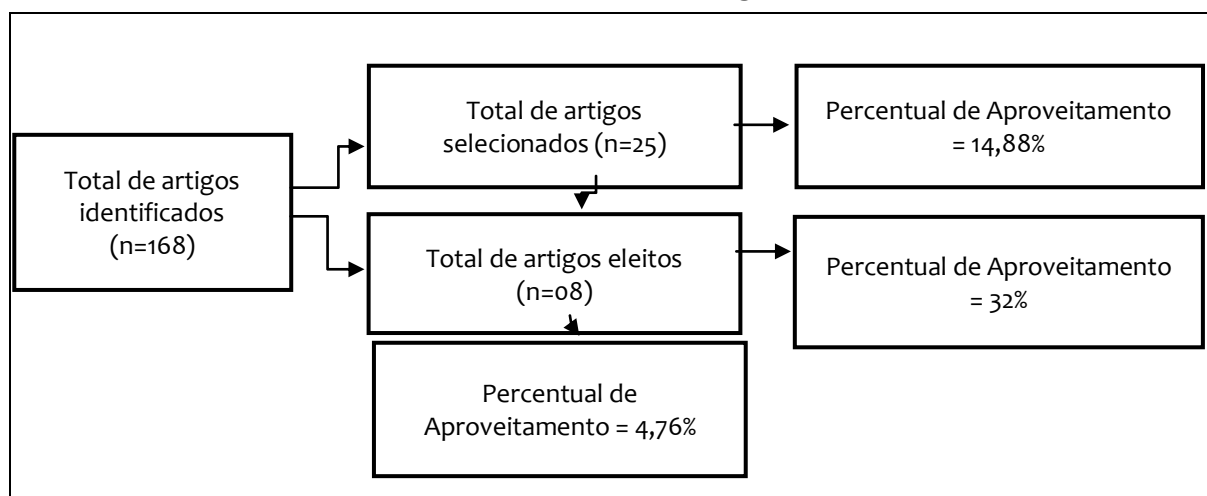 Total de artigos
identificados
(n=168)
Total de artigos
selecionados (n=25)
Percentual de Aproveitamento
= 14,88%
Total de artigos eleitos
(n=08)
Percentual de Aproveitamento
= 32%
Percentual de
Aproveitamento = 4,76%